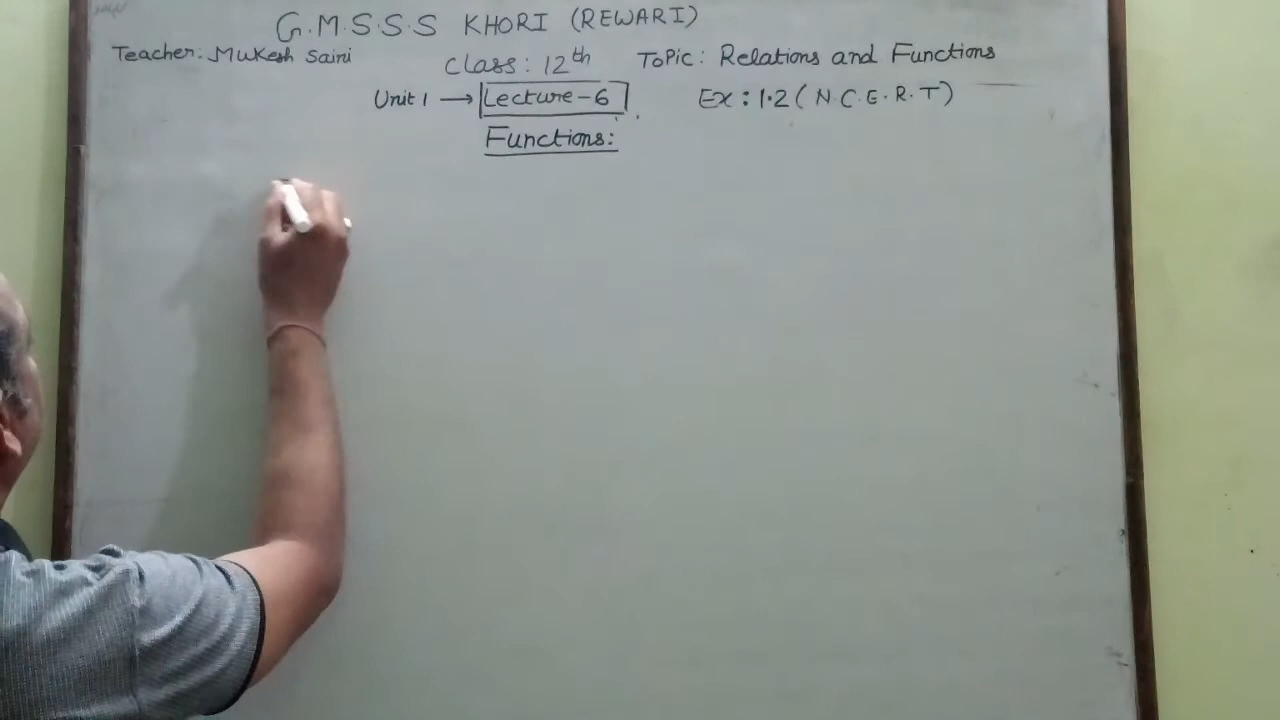 G.M.S.S.S KHORI (REWARI)
Teacher: Mukesh Saini Class: 12th Topic: Relations and Functions
Unit 1 → Lecture-6 Ex: 1.2 ( N.C.E.R.T)
Functions: